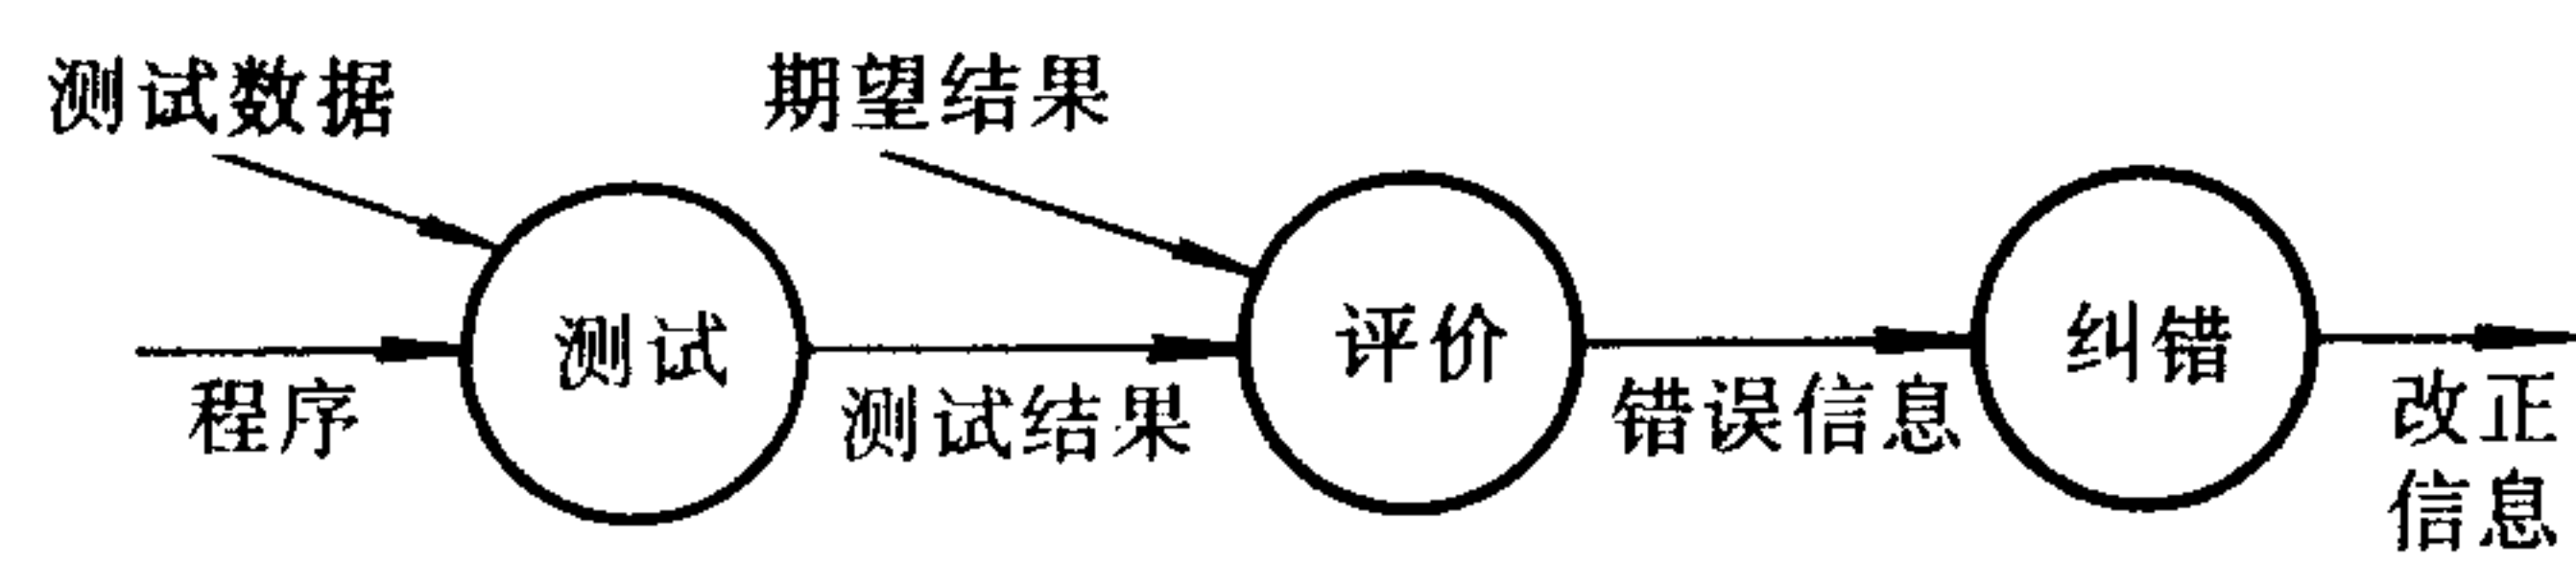 测试数据
期望结果
测试
评价
纠错
程序
测试结果
错误信息
改正
信息